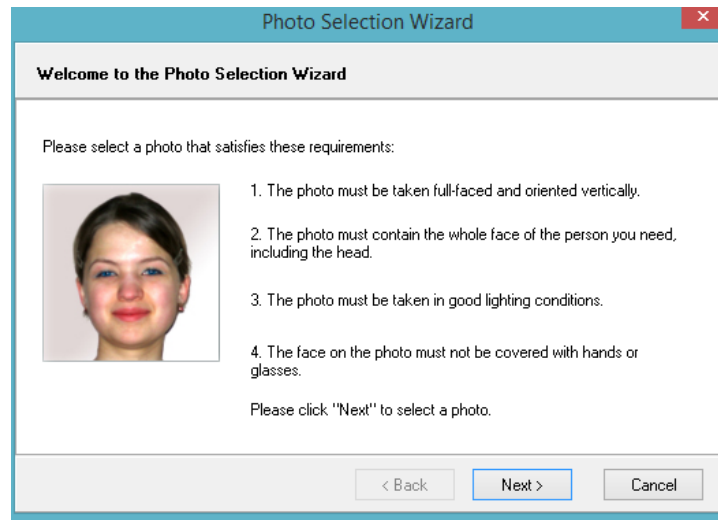 Photo Selection Wizard
Welcome to the Photo Selection Wizard
Please select a photo that satisfies these requirements:
1. The photo must be taken full-faced and oriented vertically.
2. The photo must contain the whole face of the person you need,
including the head.
3. The photo must be taken in good lighting conditions.
4. The face on the photo must not be covered with hands or
glasses.
Please click "Next" to select a photo.
< Back Next > Cancel